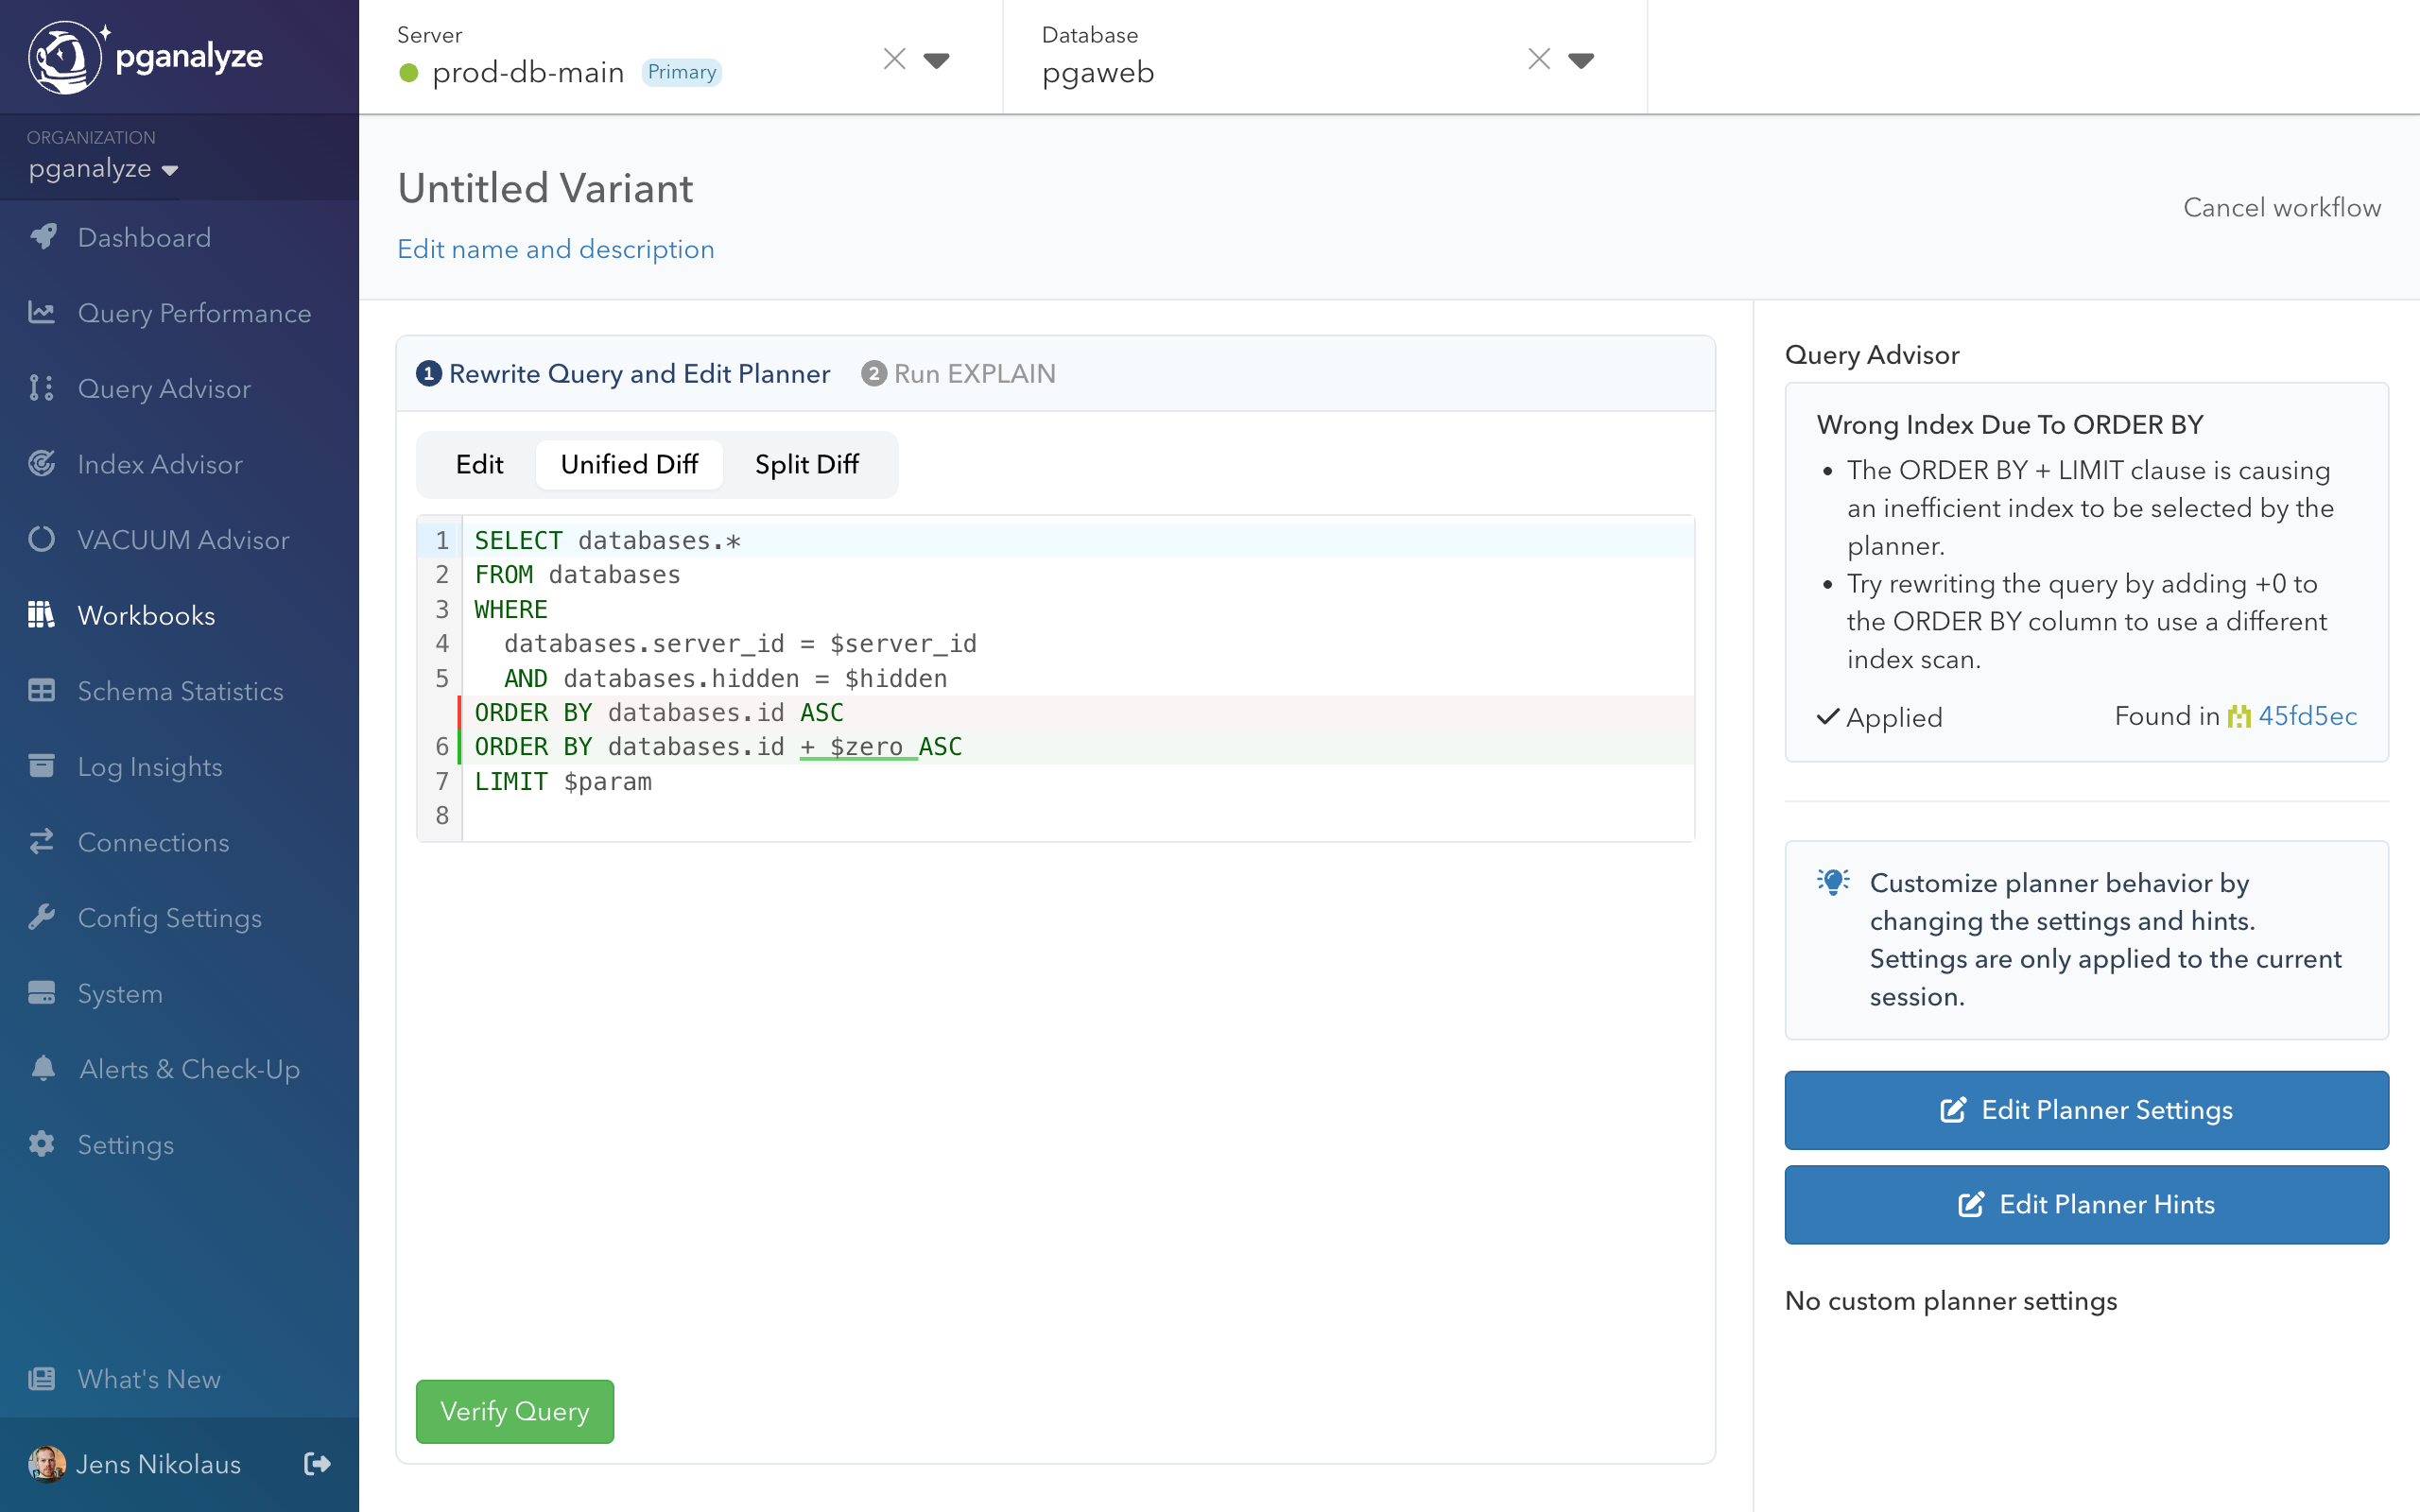 pganalyze
ORGANIZATION
pganalyze
Dashboard
Query Performance
Query Advisor
Index Advisor
VACUUM Advisor
Workbooks
Schema Statistics
Log Insights
Connections
Config Settings
System
Alerts & Check-Up
Settings
What's New
Jens Nikolaus
Server
prod-db-main Primary
Database
pgaweb
Untitled Variant
Edit name and description
Cancel workflow
1 Rewrite Query and Edit Planner 2 Run EXPLAIN
Edit Unified Diff Split Diff
1 SELECT databases.*
2 FROM databases
3 WHERE
4 databases.server_id = $server_id
5 AND databases.hidden = $hidden
ORDER BY databases.id ASC
6 ORDER BY databases.id + $zero ASC
7 LIMIT $param
8
Verify Query
Query Advisor
Wrong Index Due To ORDER BY
• The ORDER BY + LIMIT clause is causing
an inefficient index to be selected by the
planner.
• Try rewriting the query by adding +0 to
the ORDER BY column to use a different
index scan.
Applied Found in 45fd5ec
Customize planner behavior by
changing the settings and hints.
Settings are only applied to the current
session.
Edit Planner Settings
Edit Planner Hints
No custom planner settings